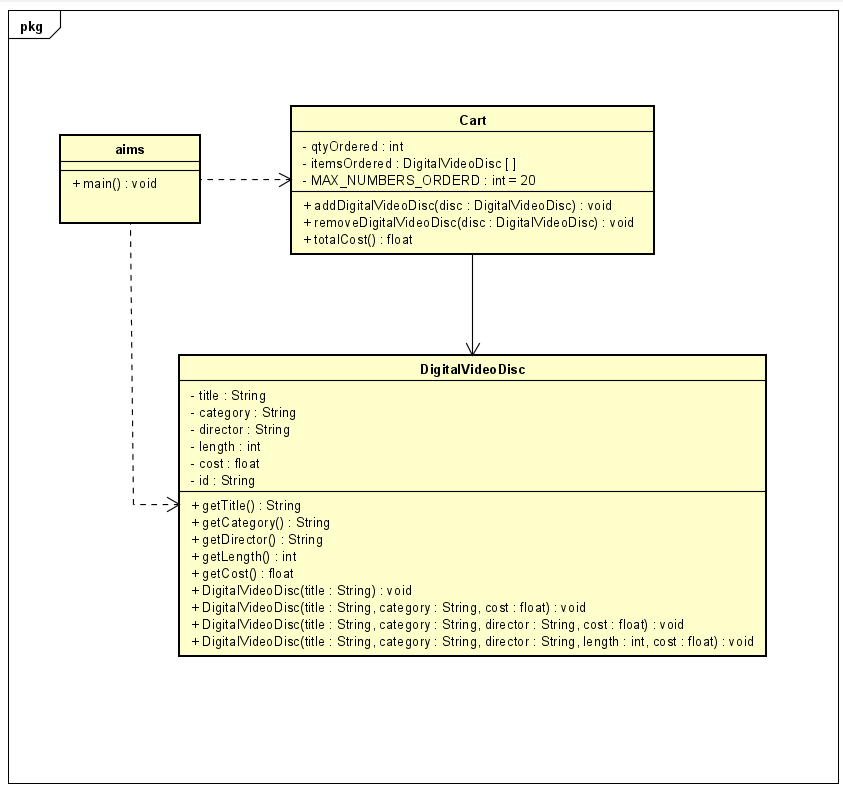 pkg
aims
+ main() : void
Cart
- qtyOrdered : int
- itemsOrdered : DigitalVideoDisc [ ]
- MAX_NUMBERS_ORDERD : int = 20
+ addDigitalVideoDisc(disc : DigitalVideoDisc) : void
+ removeDigitalVideoDisc(disc : DigitalVideoDisc) : void
+ totalCost() : float
DigitalVideoDisc
- title : String
- category : String
- director : String
- length : int
- cost : float
- id : String
+ getTitle() : String
+ getCategory() : String
+ getDirector() : String
+ getLength() : int
+ getCost() : float
+ DigitalVideoDisc(title : String) : void
+ DigitalVideoDisc(title : String, category : String, cost : float) : void
+ DigitalVideoDisc(title : String, category : String, director : String, cost : float) : void
+ DigitalVideoDisc(title : String, category : String, director : String, length : int, cost : float) : void